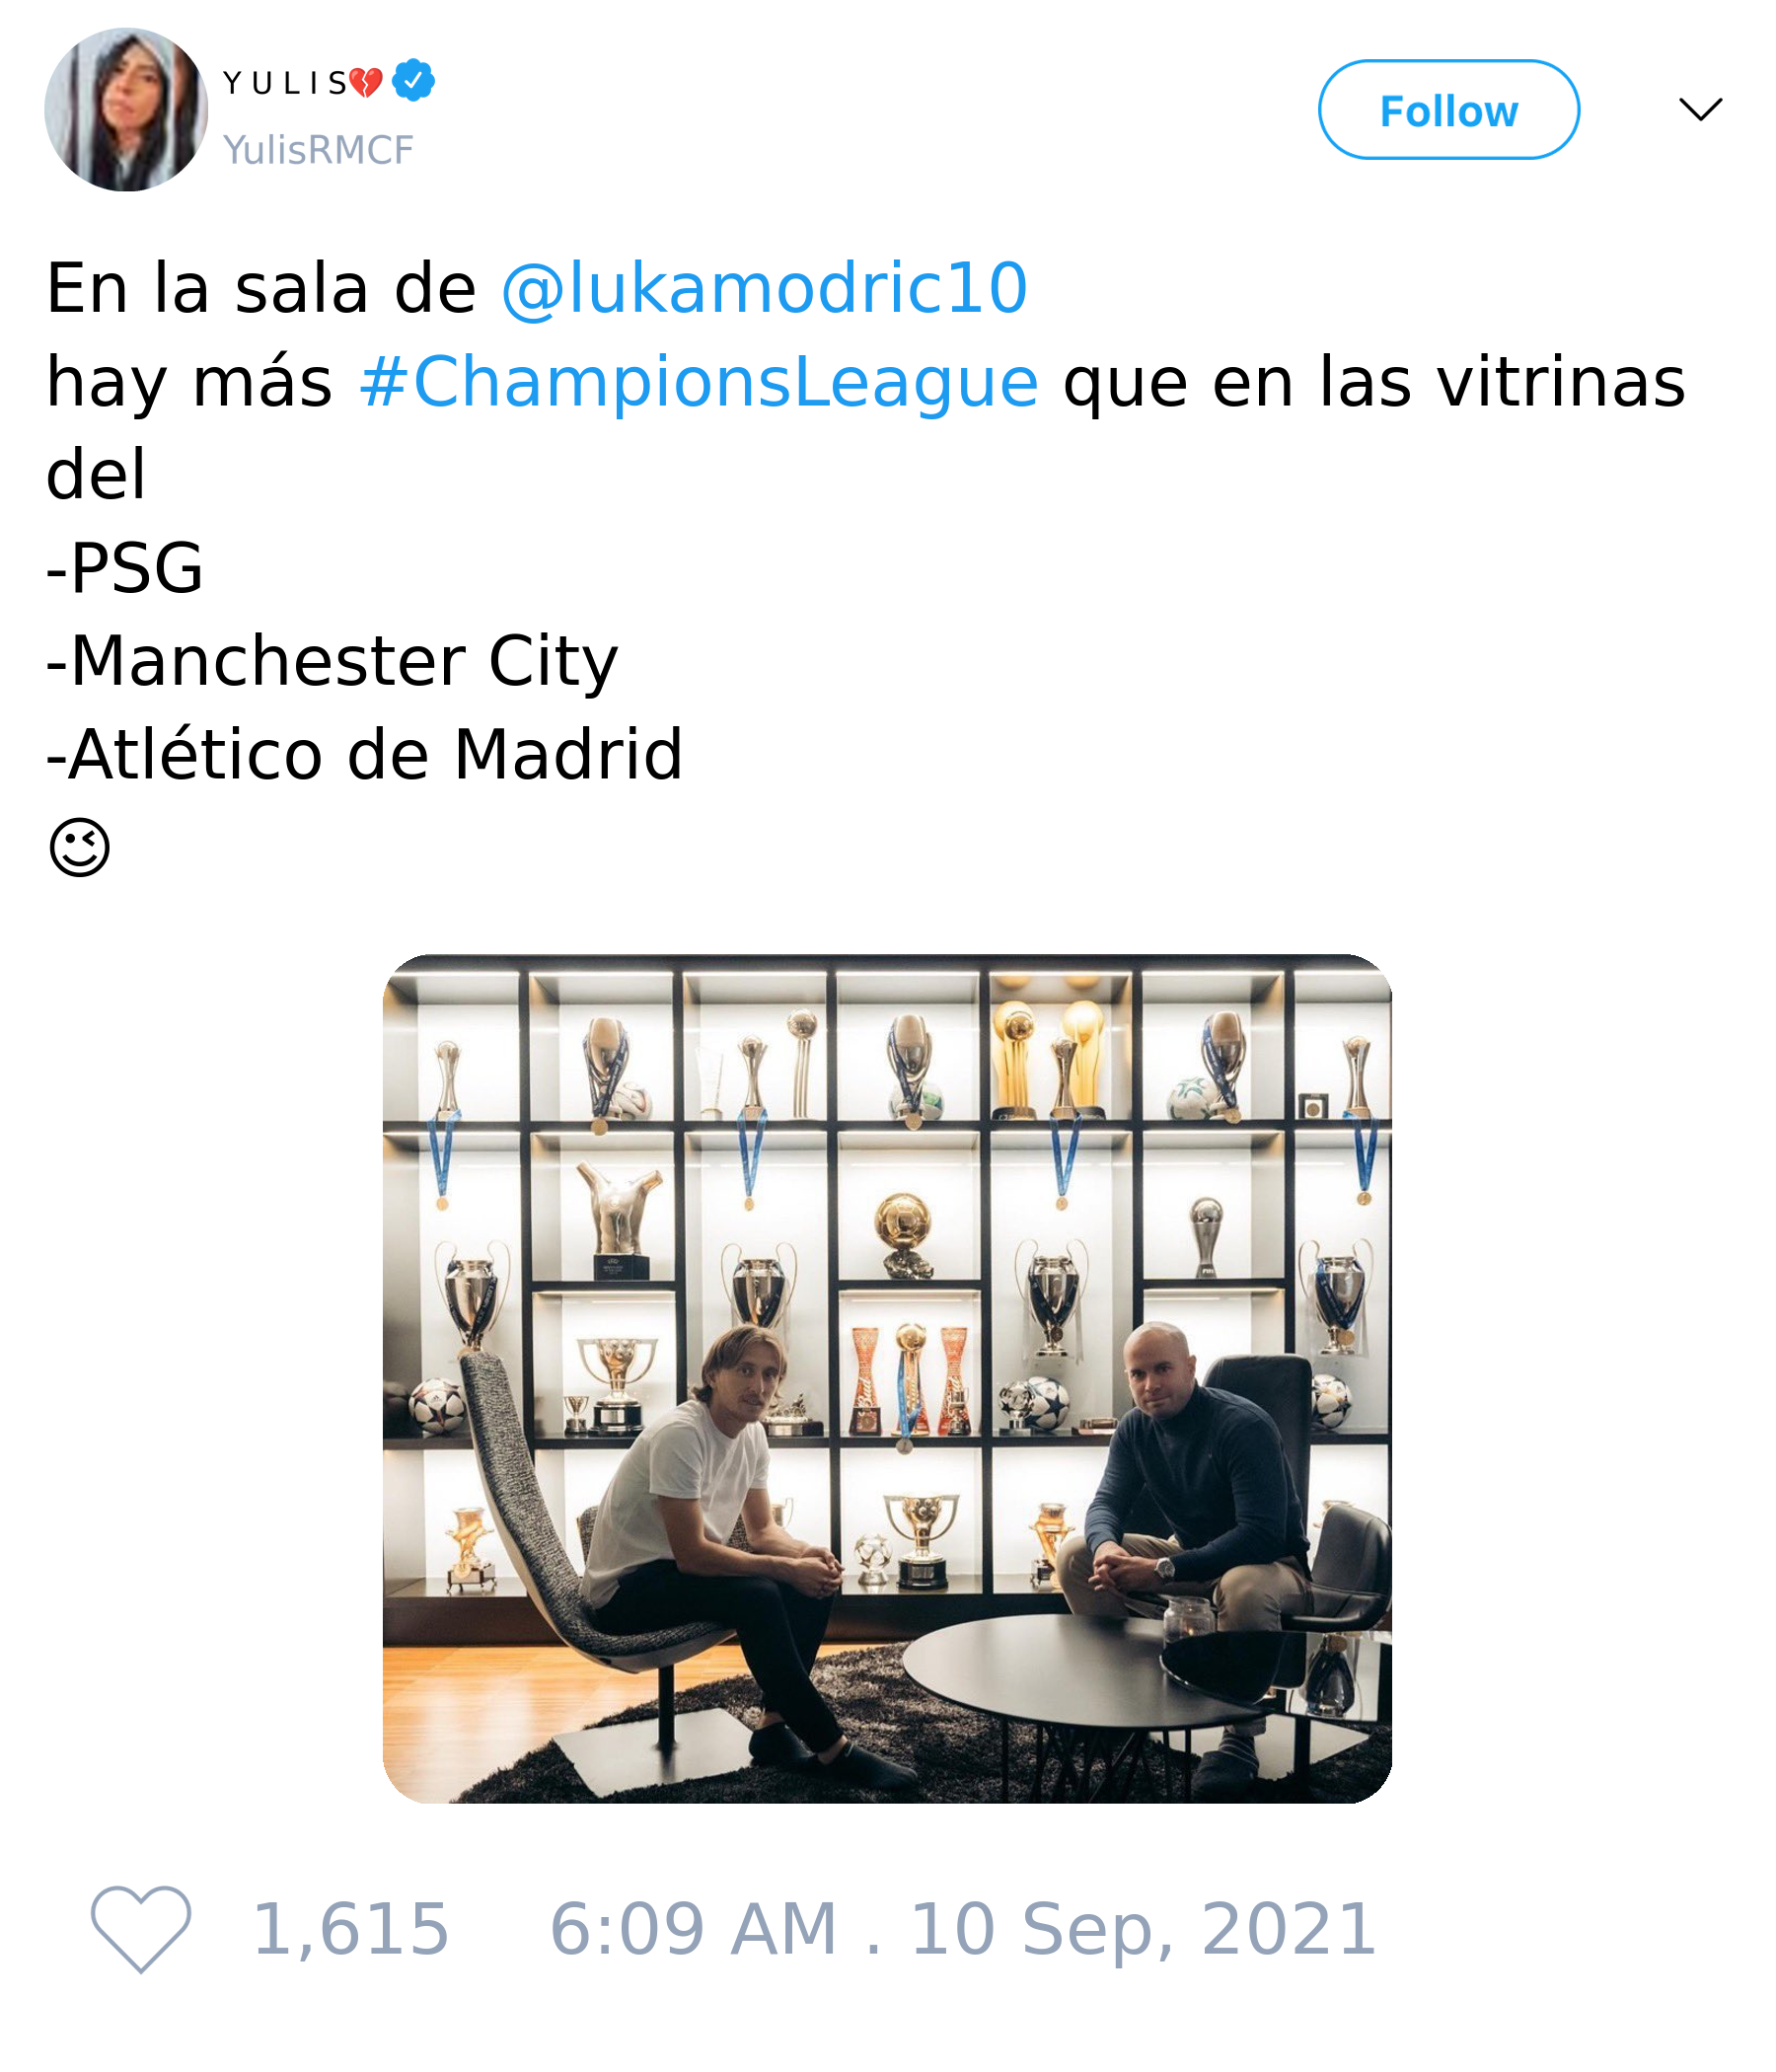 Y U L I S💔
YulisRMCF
Follow
En la sala de @lukamodric10
hay más #ChampionsLeague que en las vitrinas
del
-PSG
-Manchester City
-Atlético de Madrid
😉
1,615 6:09 AM . 10 Sep, 2021